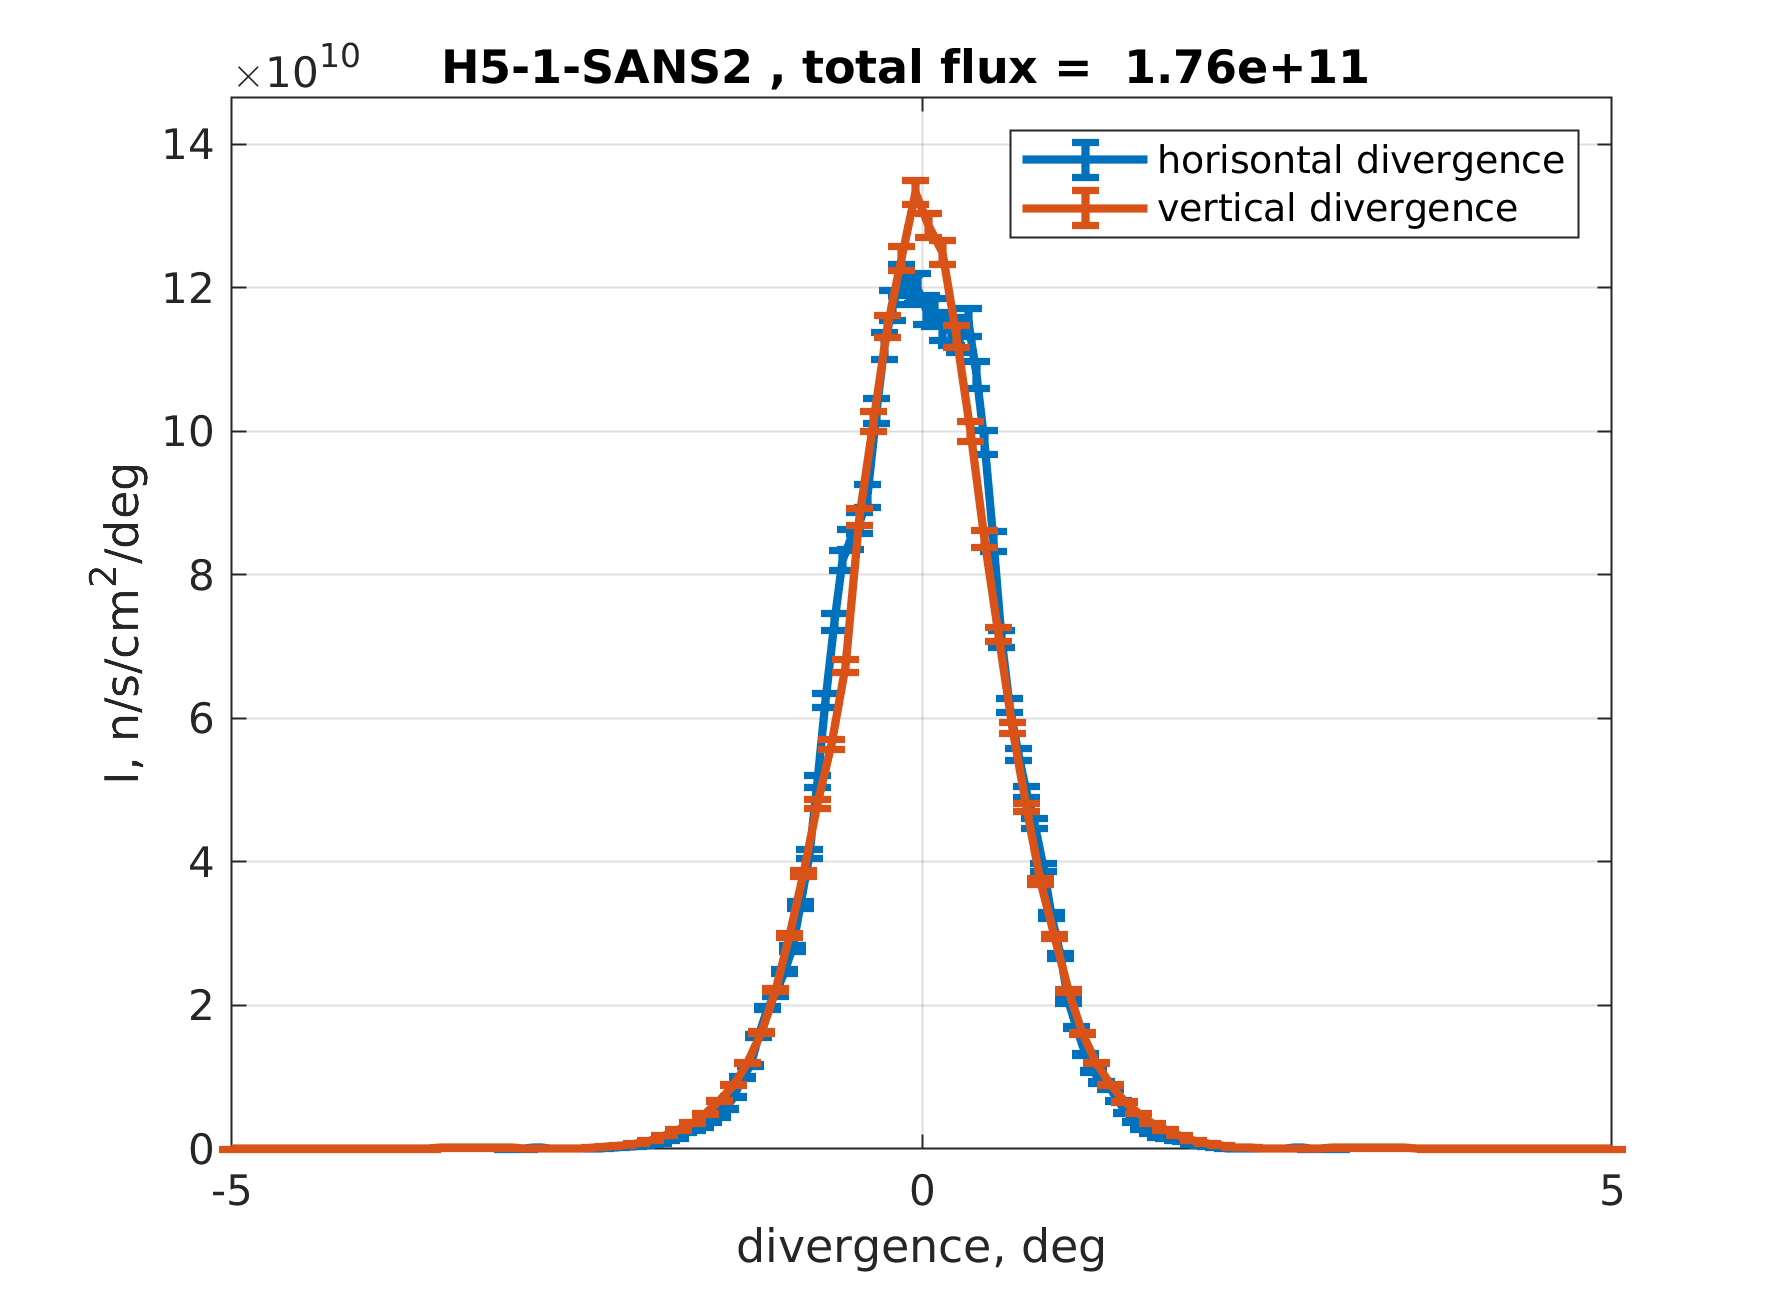 ×10^10
H5-1-SANS2 , total flux =  1.76e+11
horisontal divergence
vertical divergence
14
12
10
8
6
4
2
0
I, n/s/cm^2/deg
-5
0
5
divergence, deg